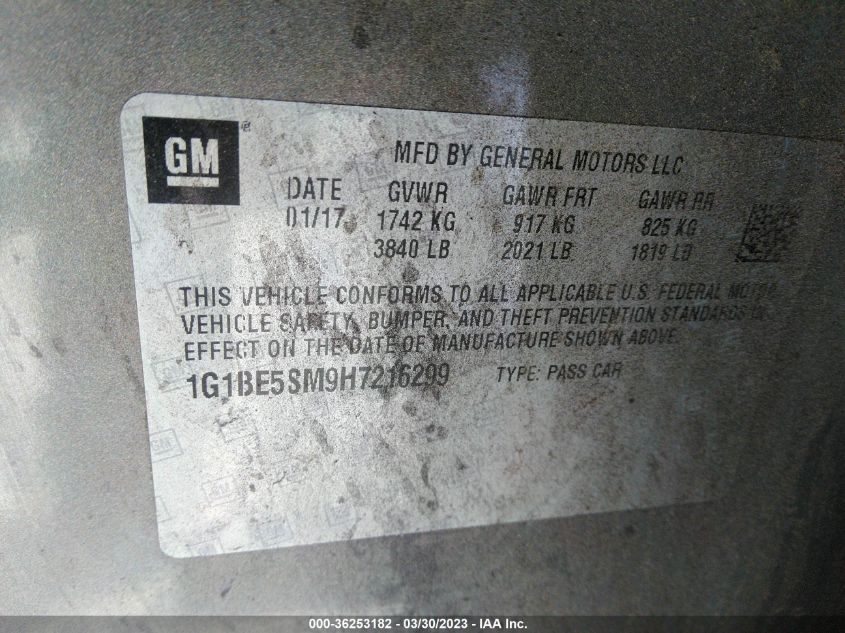 GM
MFD BY GENERAL MOTORS LLC
DATE GVWR GAWR FRT GAWR RR
01/17 1742 KG 917 KG 825 KG
3840 LB 2021 LB 1819 LB
THIS VEHICLE CONFORMS TO ALL APPLICABLE U.S. FEDERAL MOTOR
VEHICLE SAFETY, BUMPER, AND THEFT PREVENTION STANDARDS IN
EFFECT ON THE DATE OF MANUFACTURE SHOWN ABOVE.
1G1BE5SM9H7216299 TYPE: PASS CAR
000-36253182 - 03/30/2023 - IAAI.com